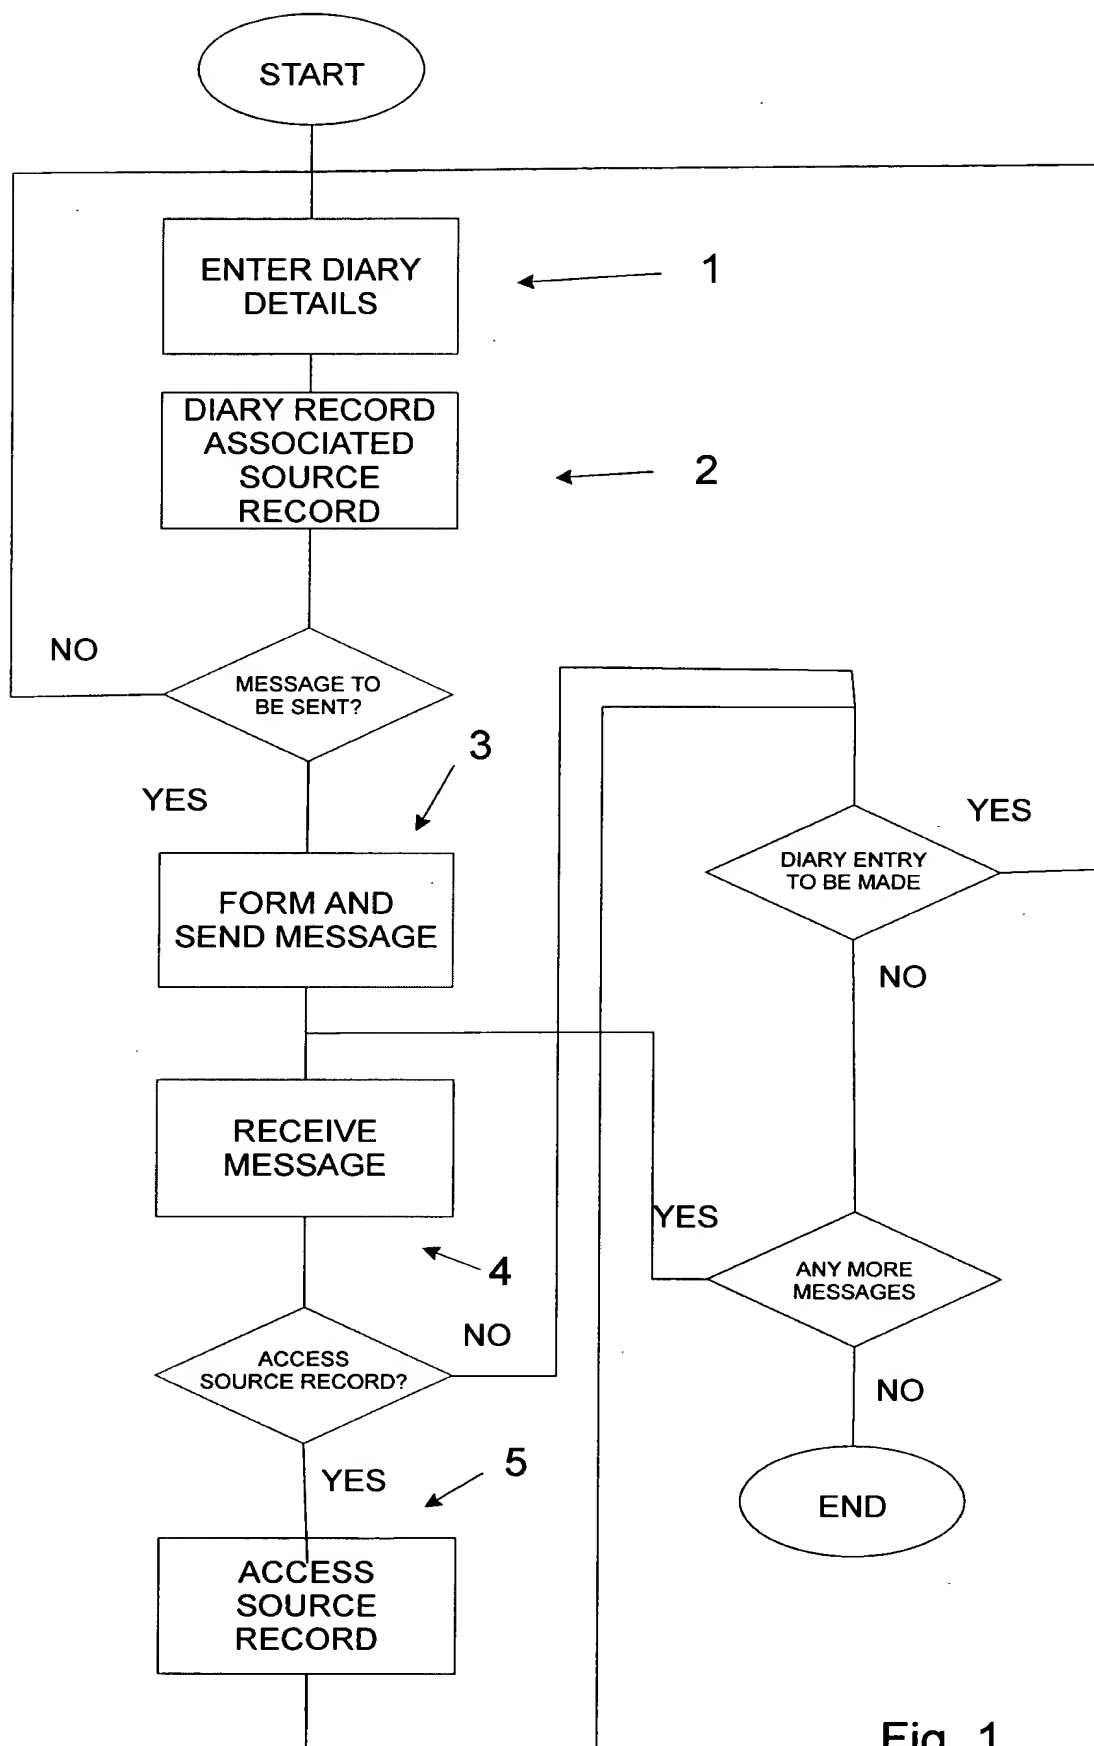 START
ENTER DIARY
DETAILS
1
DIARY RECORD
ASSOCIATED
SOURCE
RECORD
2
NO
MESSAGE TO
BE SENT?
YES
3
FORM AND
SEND MESSAGE
RECEIVE
MESSAGE
4
ACCESS
SOURCE RECORD?
NO
YES
5
ACCESS
SOURCE
RECORD
DIARY ENTRY
TO BE MADE
YES
NO
YES
ANY MORE
MESSAGES
NO
END
Fig. 1